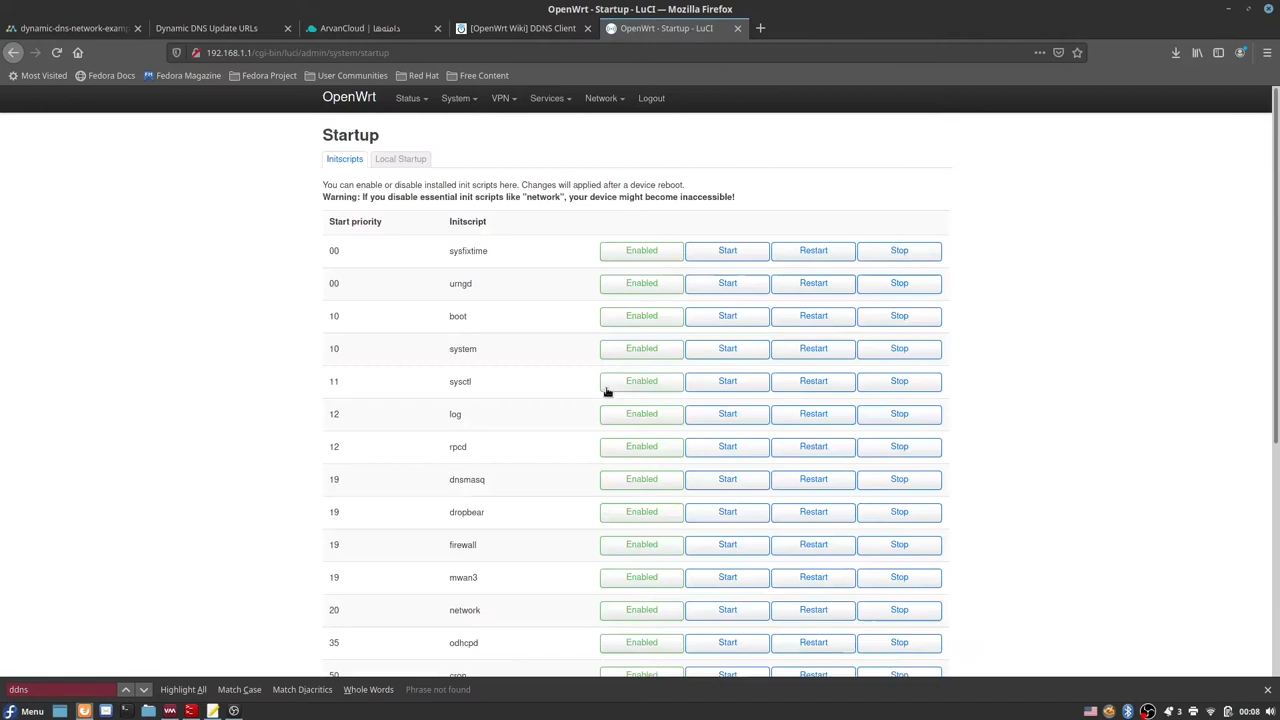 OpenWrt - Startup - LuCI — Mozilla Firefox
dynamic-dns-network-examp
Dynamic DNS Update URLs
ArvanCloud | دامنه‌ها
[OpenWrt Wiki] DDNS Client
OpenWrt - Startup - LuCI
192.168.1.1/cgi-bin/luci/admin/system/startup
Most Visited Fedora Docs Fedora Magazine Fedora Project User Communities Red Hat Free Content
OpenWrt Status System VPN Services Network Logout
Startup
Initscripts Local Startup
You can enable or disable installed init scripts here. Changes will applied after a device reboot.
Warning: If you disable essential init scripts like "network", your device might become inaccessible!
Start priority Initscript
00 sysfixtime Enabled Start Restart Stop
00 urngd Enabled Start Restart Stop
10 boot Enabled Start Restart Stop
10 system Enabled Start Restart Stop
11 sysctl Enabled Start Restart Stop
12 log Enabled Start Restart Stop
12 rpcd Enabled Start Restart Stop
19 dnsmasq Enabled Start Restart Stop
19 dropbear Enabled Start Restart Stop
19 firewall Enabled Start Restart Stop
19 mwan3 Enabled Start Restart Stop
20 network Enabled Start Restart Stop
35 odhcpd Enabled Start Restart Stop
50 cron Enabled Start Restart Stop
ddns Highlight All Match Case Match Diacritics Whole Words Phrase not found
Menu 3 00:08